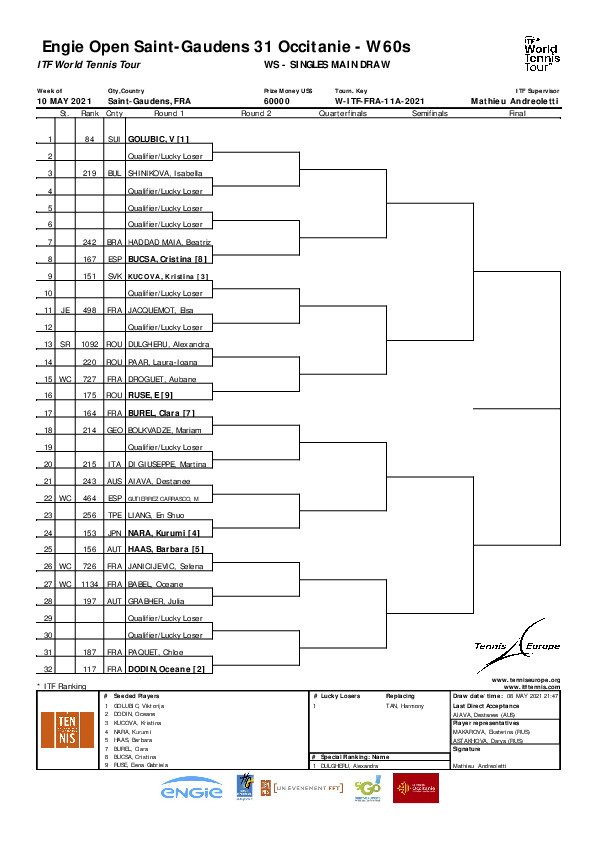 Engie Open Saint-Gaudens 31 Occitanie - W60s
ITF World Tennis Tour WS - SINGLES MAIN DRAW
ITF World Tennis Tour
Week of City,Country Prize Money US$ Tourn. Key ITF Supervisor
10 MAY 2021 Saint-Gaudens, FRA 60000 W-ITF-FRA-11A-2021 Mathieu Andreoletti
St. Rank Cnty Round 1 Round 2 Quarterfinals Semifinals Final
1 84 SUI GOLUBIC, V [1]
2 Qualifier/Lucky Loser
3 219 BUL SHINIKOVA, Isabella
4 Qualifier/Lucky Loser
5 Qualifier/Lucky Loser
6 Qualifier/Lucky Loser
7 242 BRA HADDAD MAIA, Beatriz
8 167 ESP BUCSA, Cristina [8]
9 151 SVK KUCOVA, Kristina [3]
10 Qualifier/Lucky Loser
11 JE 498 FRA JACQUEMOT, Elsa
12 Qualifier/Lucky Loser
13 SR 1092 ROU DULGHERU, Alexandra
14 220 ROU PAAR, Laura-Ioana
15 WC 727 FRA DROGUET, Aubane
16 175 ROU RUSE, E [9]
17 164 FRA BUREL, Clara [7]
18 214 GEO BOLKVADZE, Mariam
19 Qualifier/Lucky Loser
20 215 ITA DI GIUSEPPE, Martina
21 243 AUS AIAVA, Destanee
22 WC 464 ESP GUTIERREZ CARRASCO, M
23 256 TPE LIANG, En Shuo
24 153 JPN NARA, Kurumi [4]
25 156 AUT HAAS, Barbara [5]
26 WC 726 FRA JANICIJEVIC, Selena
27 WC 1134 FRA BABEL, Oceane
28 197 AUT GRABHER, Julia
29 Qualifier/Lucky Loser
30 Qualifier/Lucky Loser
31 187 FRA PAQUET, Chloe
32 117 FRA DODIN, Oceane [2]
Tennis Europe
www.tenniseurope.org
www.itftennis.com
* ITF Ranking
TENNIS
# Seeded Players
1 GOLUBIC, Viktorija
2 DODIN, Oceane
3 KUCOVA, Kristina
4 NARA, Kurumi
5 HAAS, Barbara
7 BUREL, Clara
8 BUCSA, Cristina
9 RUSE, Elena Gabriela
# Lucky Losers Replacing
1 TAN, Harmony
# Special Ranking: Name
1 DULGHERU, Alexandra
Draw date/ time: 08 MAY 2021 21:47
Last Direct Acceptance
AIAVA, Destanee (AUS)
Player representatives
MAKAROVA, Ekaterina (RUS)
ASTAKHOVA, Darya (RUS)
Signature
Mathieu Andreoletti
ENGIE
[UN EVENEMENT FFT]
GO
Occitanie